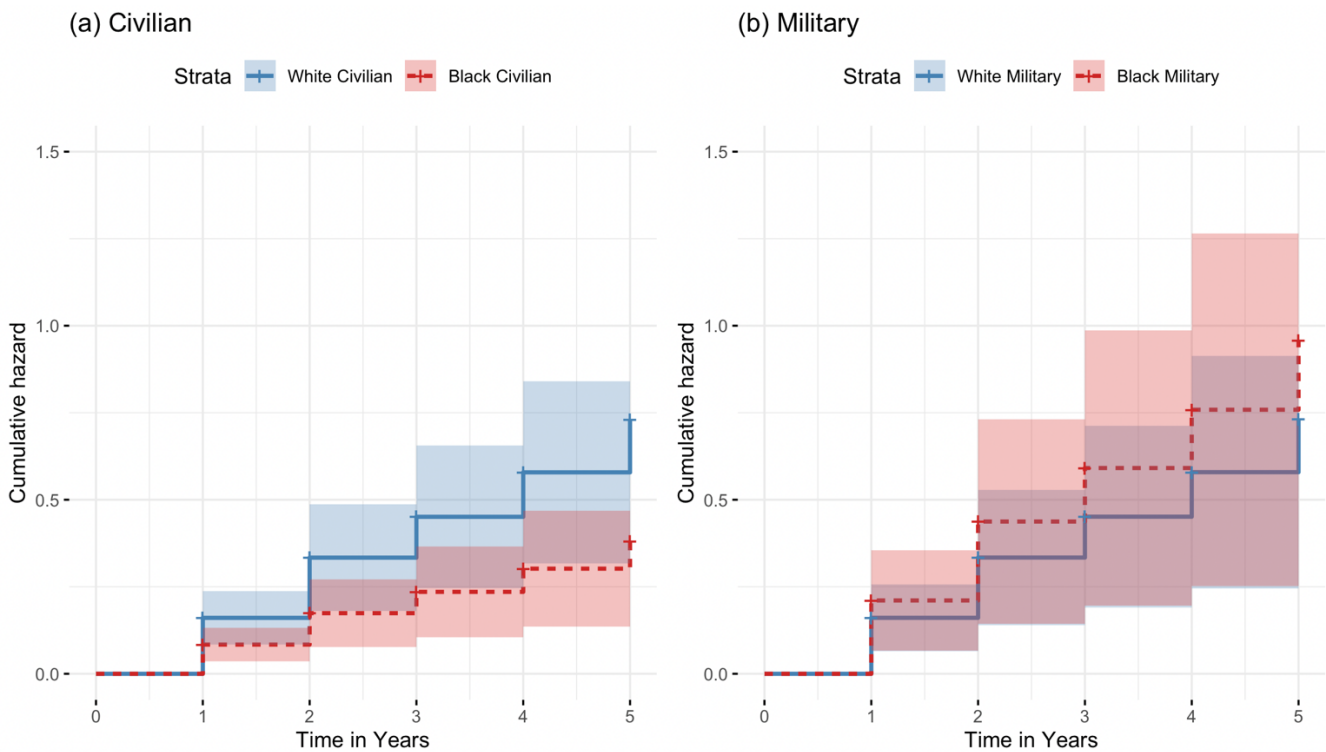 (a) Civilian
Strata White Civilian Black Civilian
1.5
1.0
0.5
0.0
Cumulative hazard
0 1 2 3 4 5
Time in Years
(b) Military
Strata White Military Black Military
1.5
1.0
0.5
0.0
Cumulative hazard
0 1 2 3 4 5
Time in Years